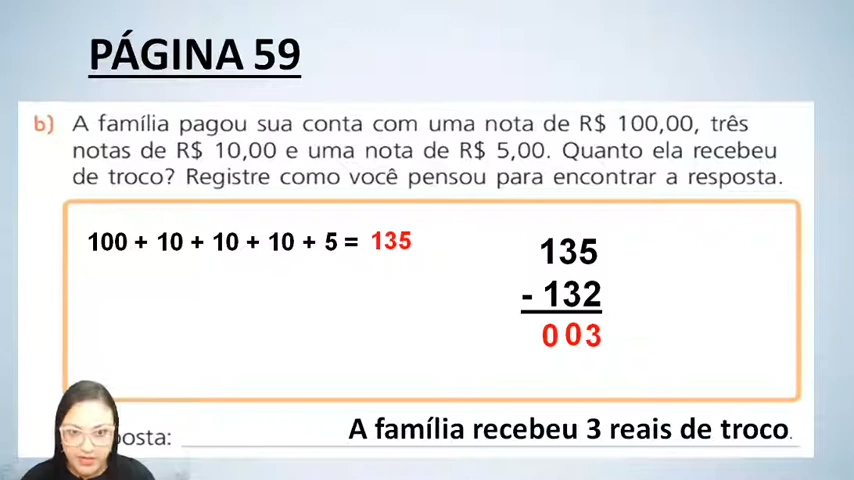 PÁGINA 59
b) A família pagou sua conta com uma nota de R$ 100,00, três
notas de R$ 10,00 e uma nota de R$ 5,00. Quanto ela recebeu
de troco? Registre como você pensou para encontrar a resposta.
100 + 10 + 10 + 10 + 5 = 135
135
- 132
003
posta: A família recebeu 3 reais de troco.